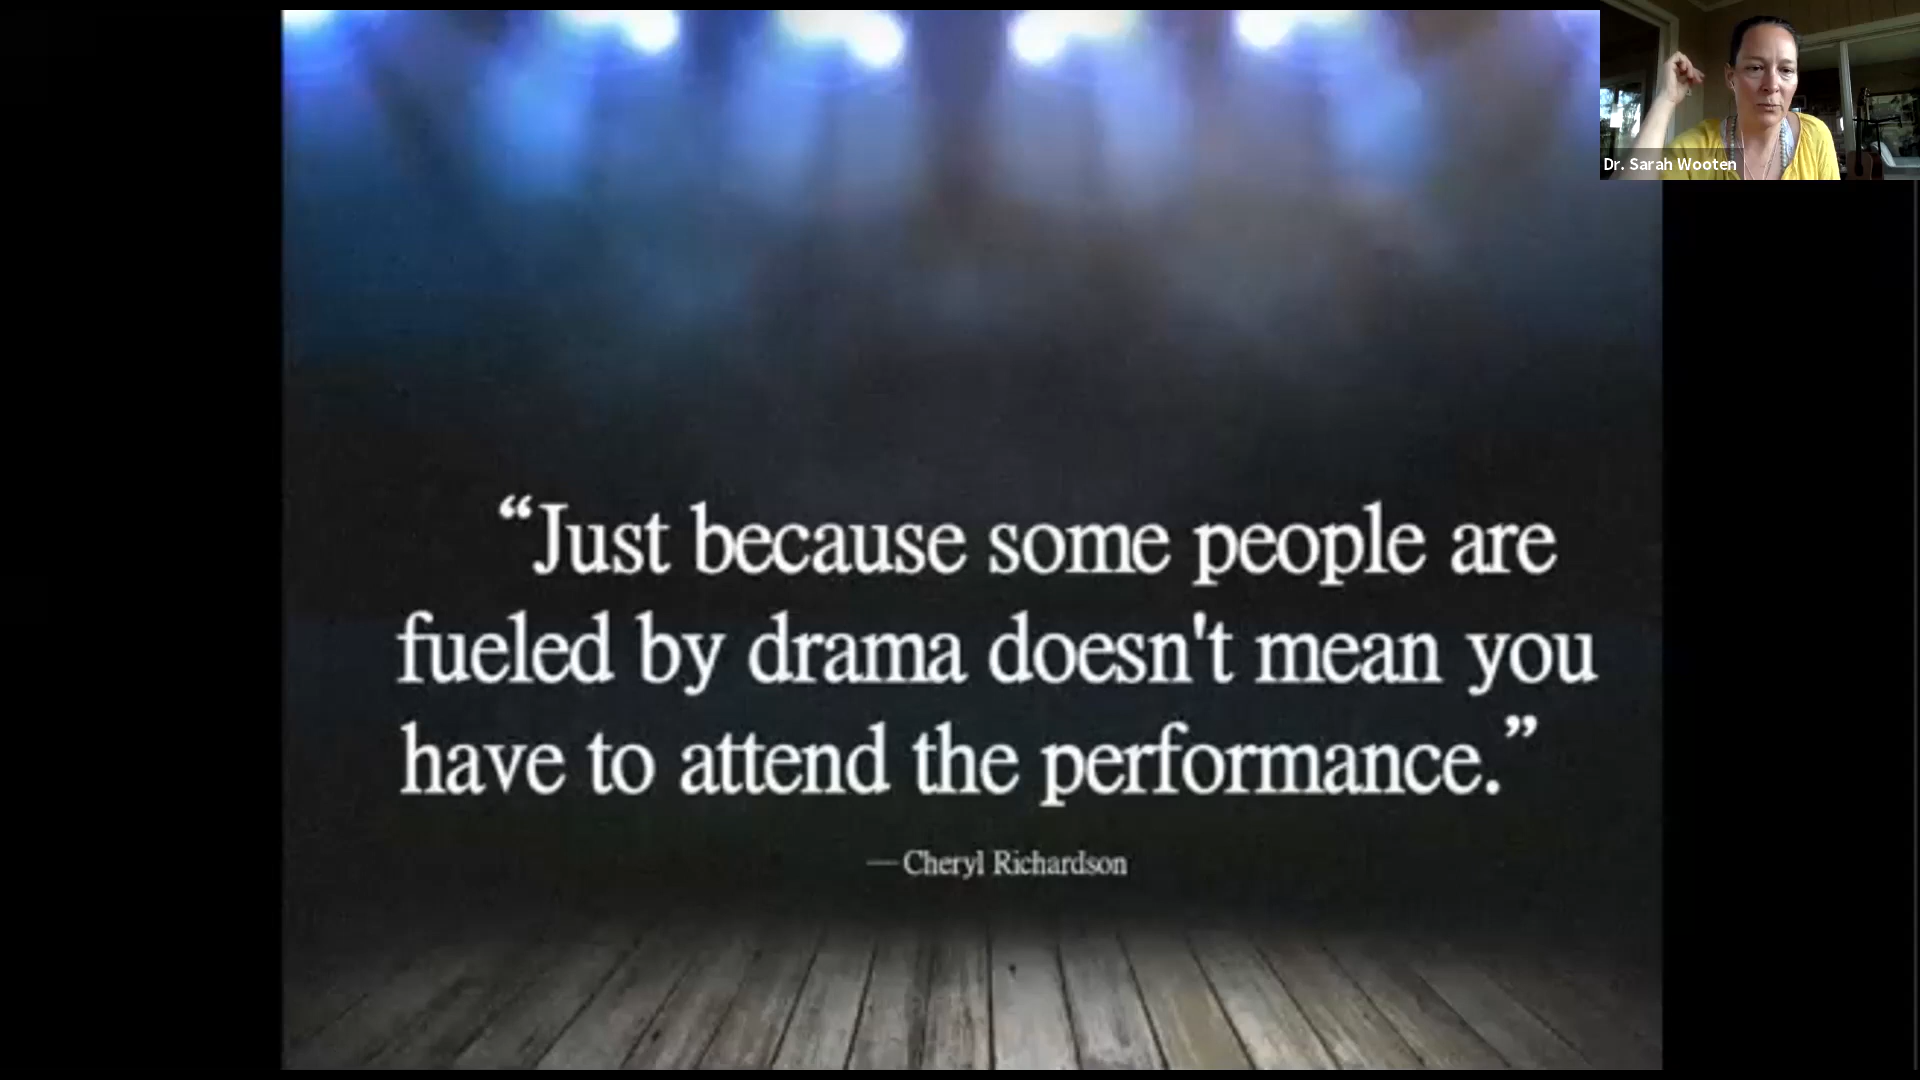 Dr. Sarah Wooten
“Just because some people are
fueled by drama doesn't mean you
have to attend the performance.”
—Cheryl Richardson